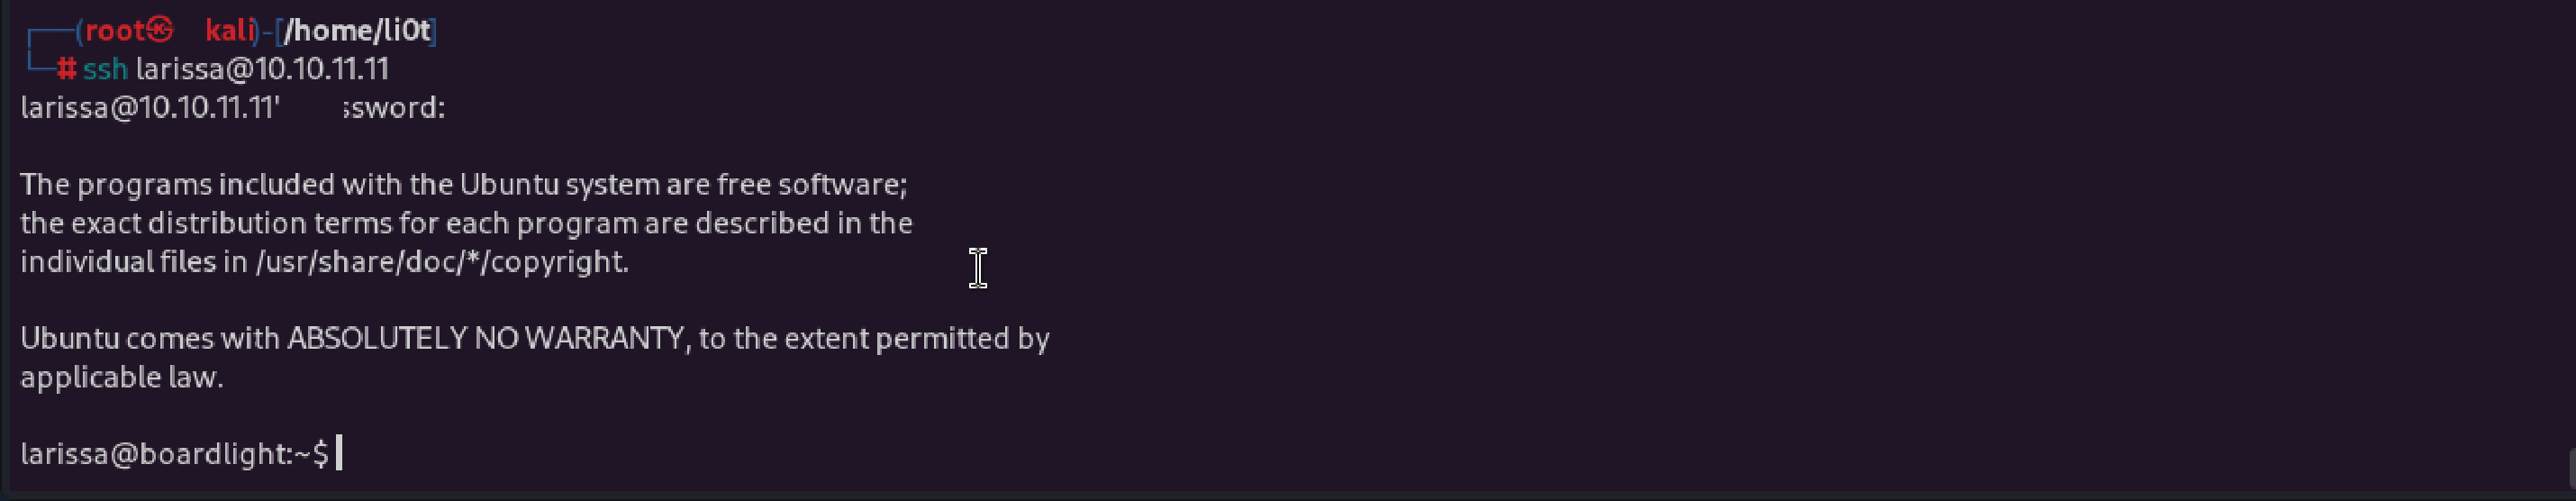 ┌──(root㉿ kali)-[/home/li0t]
└─# ssh larissa@10.10.11.11
larissa@10.10.11.11' ssword:
The programs included with the Ubuntu system are free software;
the exact distribution terms for each program are described in the
individual files in /usr/share/doc/*/copyright.
Ubuntu comes with ABSOLUTELY NO WARRANTY, to the extent permitted by
applicable law.
larissa@boardlight:~$